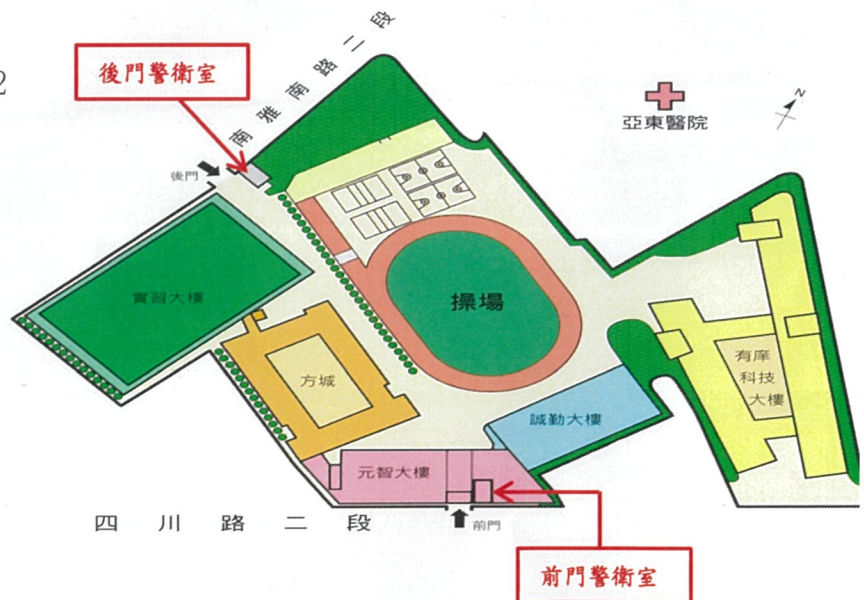 2
後門警衛室
南雅南路二段
亞東醫院
N
後門
實習大樓
操場
方城
有庠
科技
大樓
誠勤大樓
元智大樓
四川路二段
前門
前門警衛室